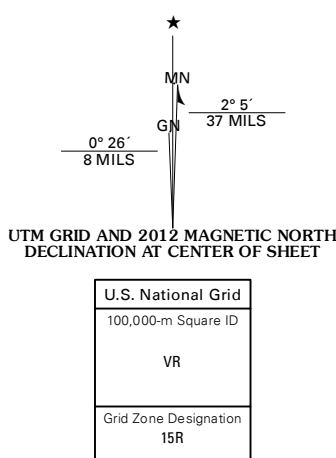 ★
MN
2° 5´
37 MILS
GN
0° 26´
8 MILS
UTM GRID AND 2012 MAGNETIC NORTH
DECLINATION AT CENTER OF SHEET
U.S. National Grid
100,000-m Square ID
VR
Grid Zone Designation
15R